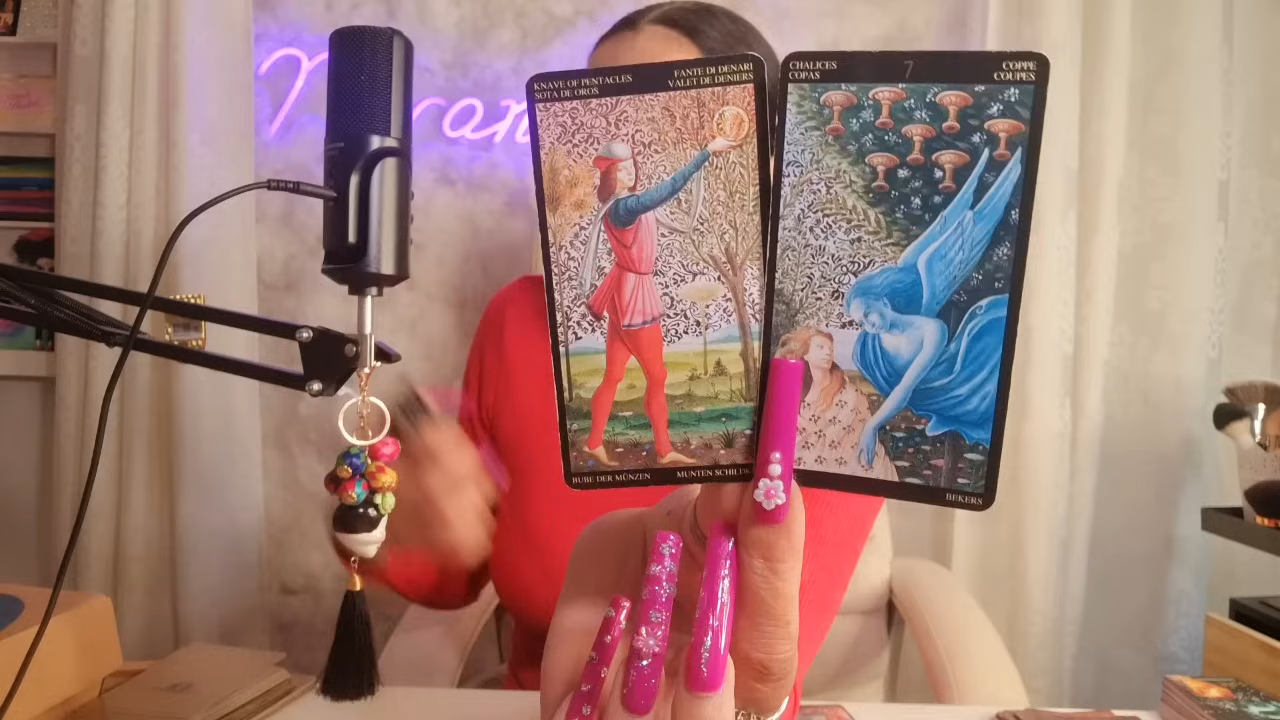 KNAVE OF PENTACLES
SOTA DE OROS
FANTE DI DENARI
VALET DE DENIERS
BUBE DER MÜNZEN
MUNTEN
CHALICES
COPAS
7
COPPE
COUPES
BEKERS